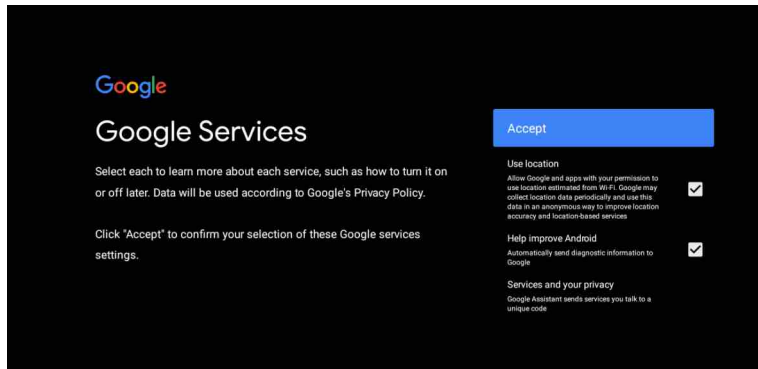 Google
Google Services
Select each to learn more about each service, such as how to turn it on
or off later. Data will be used according to Google's Privacy Policy.
Click "Accept" to confirm your selection of these Google services
settings.
Accept
Use location
Allow Google and apps with your permission to
use location estimated from Wi-Fi. Google may
collect location data periodically and use this
data in an anonymous way to improve location
accuracy and location-based services
Help improve Android
Automatically send diagnostic information to
Google
Services and your privacy
Google Assistant sends services you talk to a
unique code